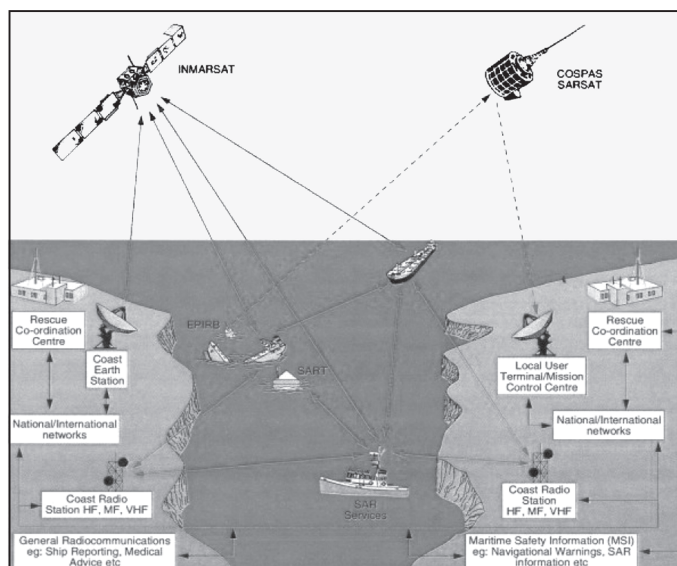 INMARSAT
COSPAS
SARSAT
Rescue
Co-ordination
Centre
Coast
Earth
Station
National/International
networks
Coast Radio
Station HF, MF, VHF
General Radiocommunications
eg: Ship Reporting, Medical
Advice etc
EPIRB
SART
SAR
Services
Rescue
Co-ordination
Centre
Local User
Terminal/Mission
Control Centre
National/International
networks
Coast Radio
Station
HF, MF, VHF
Maritime Safety Information (MSI)
eg: Navigational Warnings, SAR
information etc